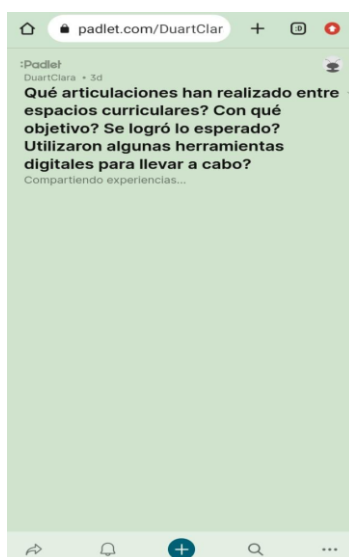 padlet.com/DuartClar
:D
:Padlet
DuartClara • 3d
Qué articulaciones han realizado entre
espacios curriculares? Con qué
objetivo? Se logró lo esperado?
Utilizaron algunas herramientas
digitales para llevar a cabo?
Compartiendo experiencias...